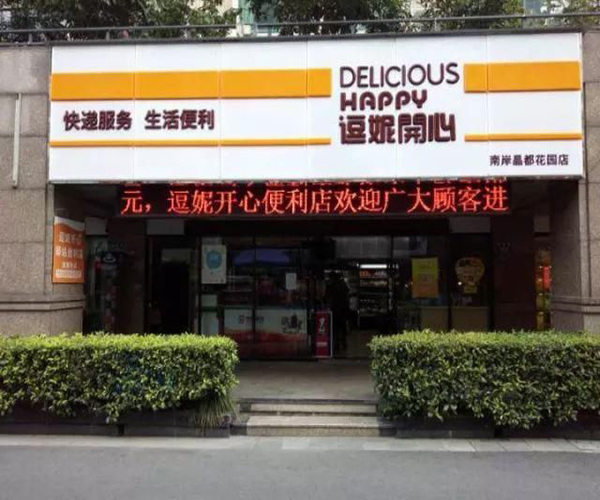 DELICIOUS
HAPPY
快递服务 生活便利
逗妮開心
南岸晶都花园店
元，逗妮开心便利店欢迎广大顾客进